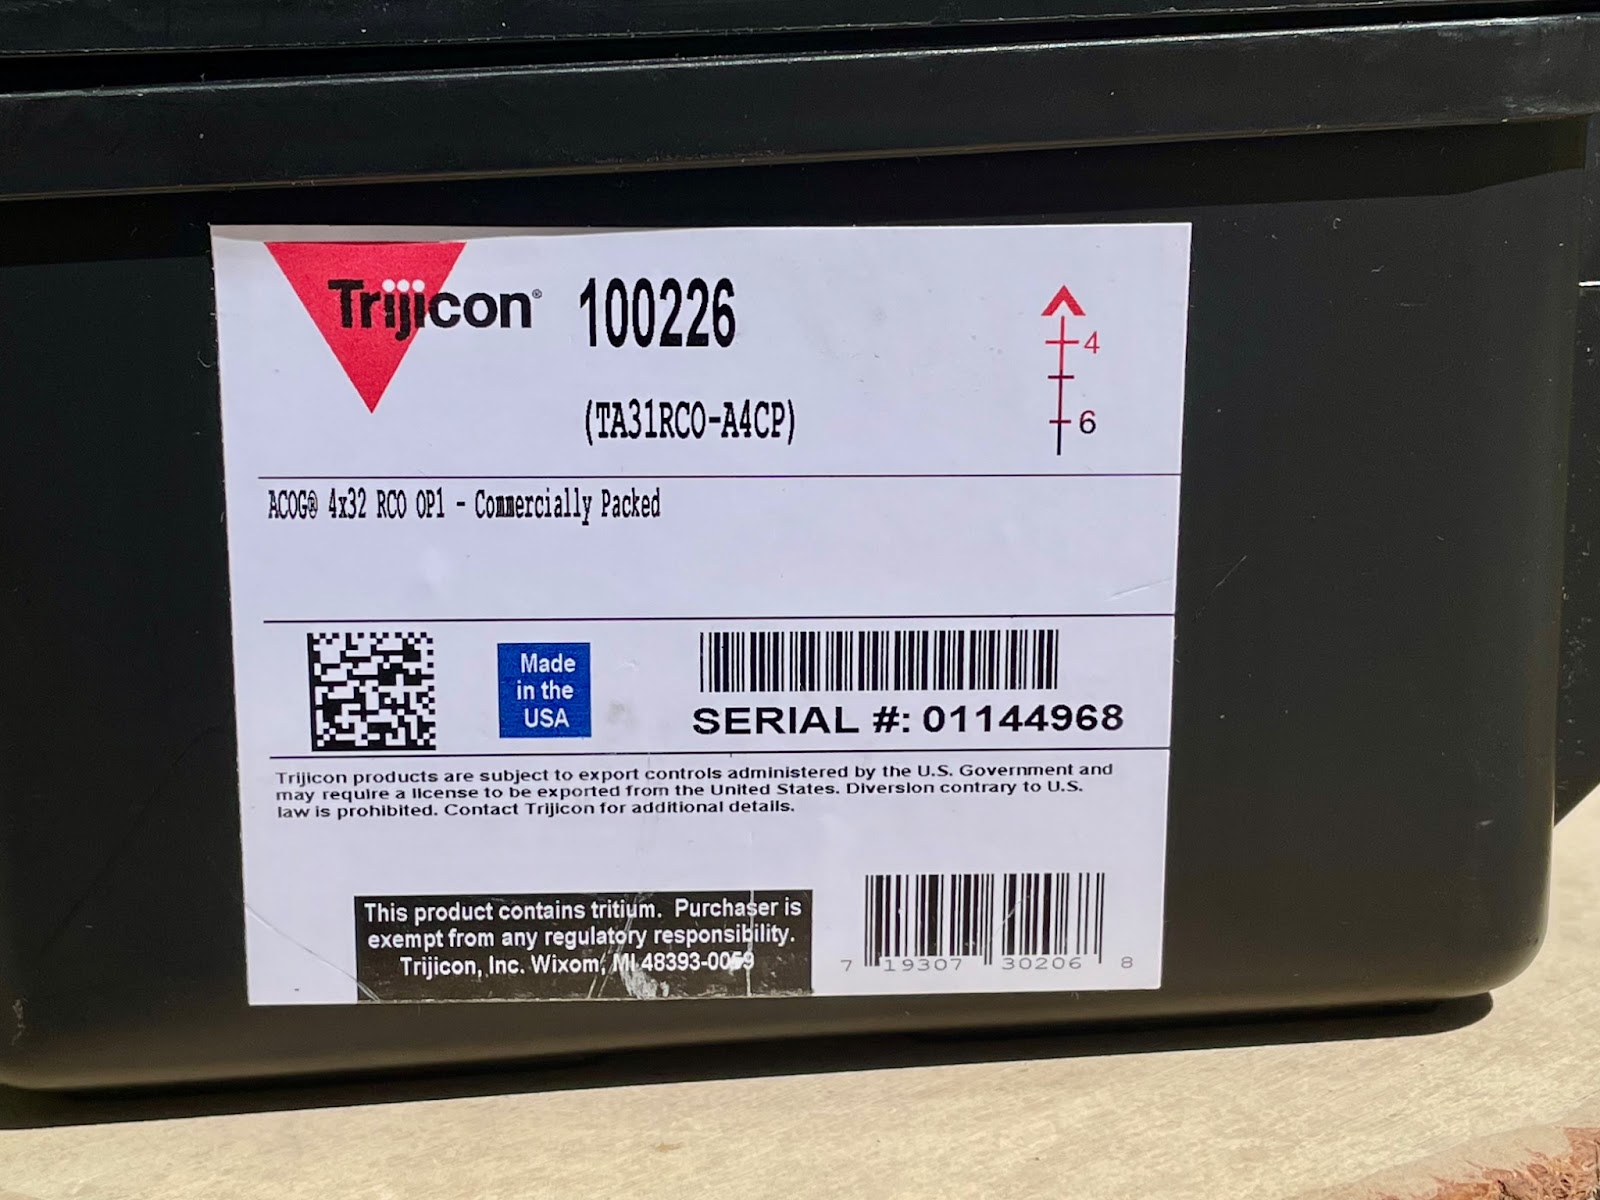 Trijicon® 100226
(TA31RCO-A4CP)
4
6
ACOG® 4x32 RCO OP1 - Commercially Packed
Made
in the
USA
SERIAL #: 01144968
Trijicon products are subject to export controls administered by the U.S. Government and
may require a license to be exported from the United States. Diversion contrary to U.S.
law is prohibited. Contact Trijicon for additional details.
This product contains tritium. Purchaser is
exempt from any regulatory responsibility.
Trijicon, Inc. Wixom, MI 48393-0059
7 19307 30206 8